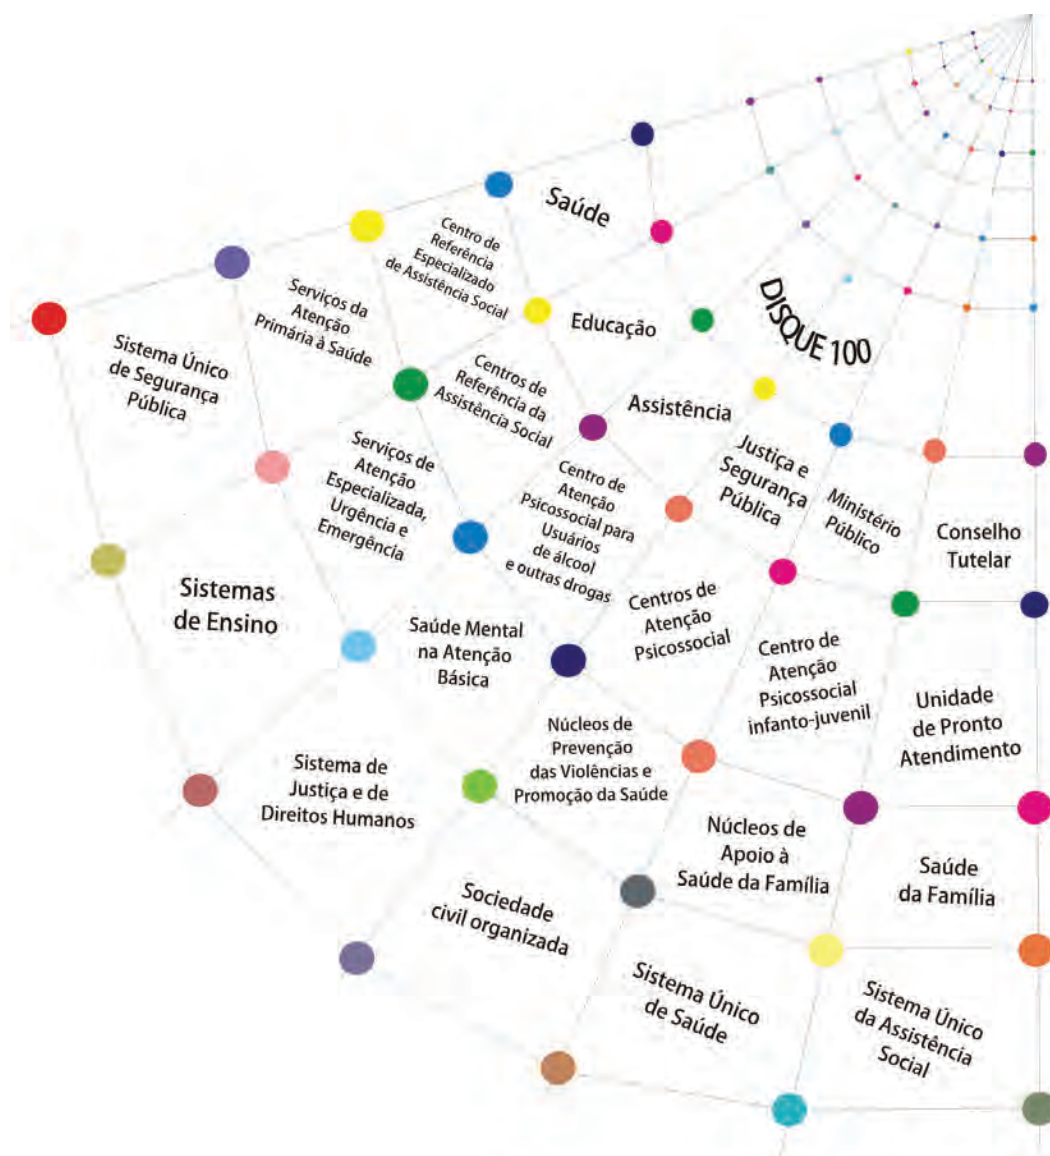 Saúde
Centro de
Referência
Especializado
de Assistência Social
Serviços da
Atenção
Primária à Saúde
Sistema Único
de Segurança
Pública
Educação
DISQUE 100
Centros de
Referência da
Assistência Social
Assistência
Serviços de
Atenção
Especializada,
Urgência e
Emergência
Centro de
Atenção
Psicossocial para
Usuários
de álcool
e outras drogas
Justiça e
Segurança
Pública
Ministério
Público
Conselho
Tutelar
Sistemas
de Ensino
Saúde Mental
na Atenção
Básica
Centros de
Atenção
Psicossocial
Centro de
Atenção
Psicossocial
infanto-juvenil
Unidade
de Pronto
Atendimento
Sistema de
Justiça e de
Direitos Humanos
Núcleos de
Prevenção
das Violências e
Promoção da Saúde
Núcleos de
Apoio à
Saúde da Família
Saúde
da Família
Sociedade
civil organizada
Sistema Único
de Saúde
Sistema Único
da Assistência
Social